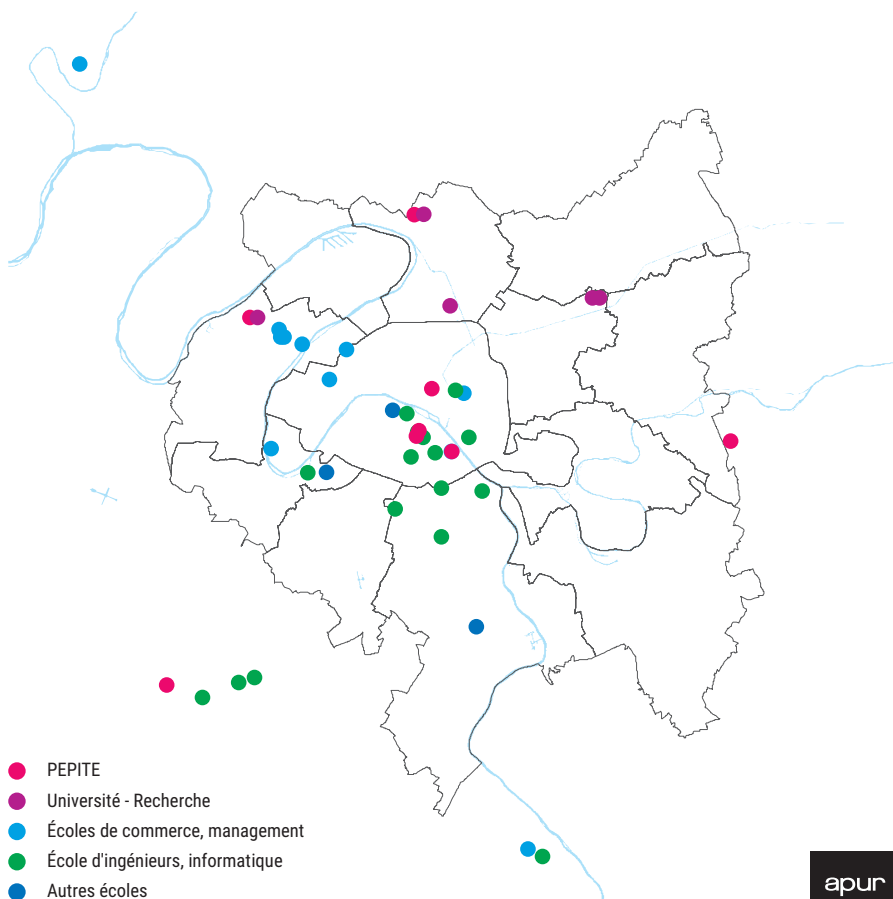 PEPITE
Université - Recherche
Écoles de commerce, management
École d'ingénieurs, informatique
Autres écoles
apur